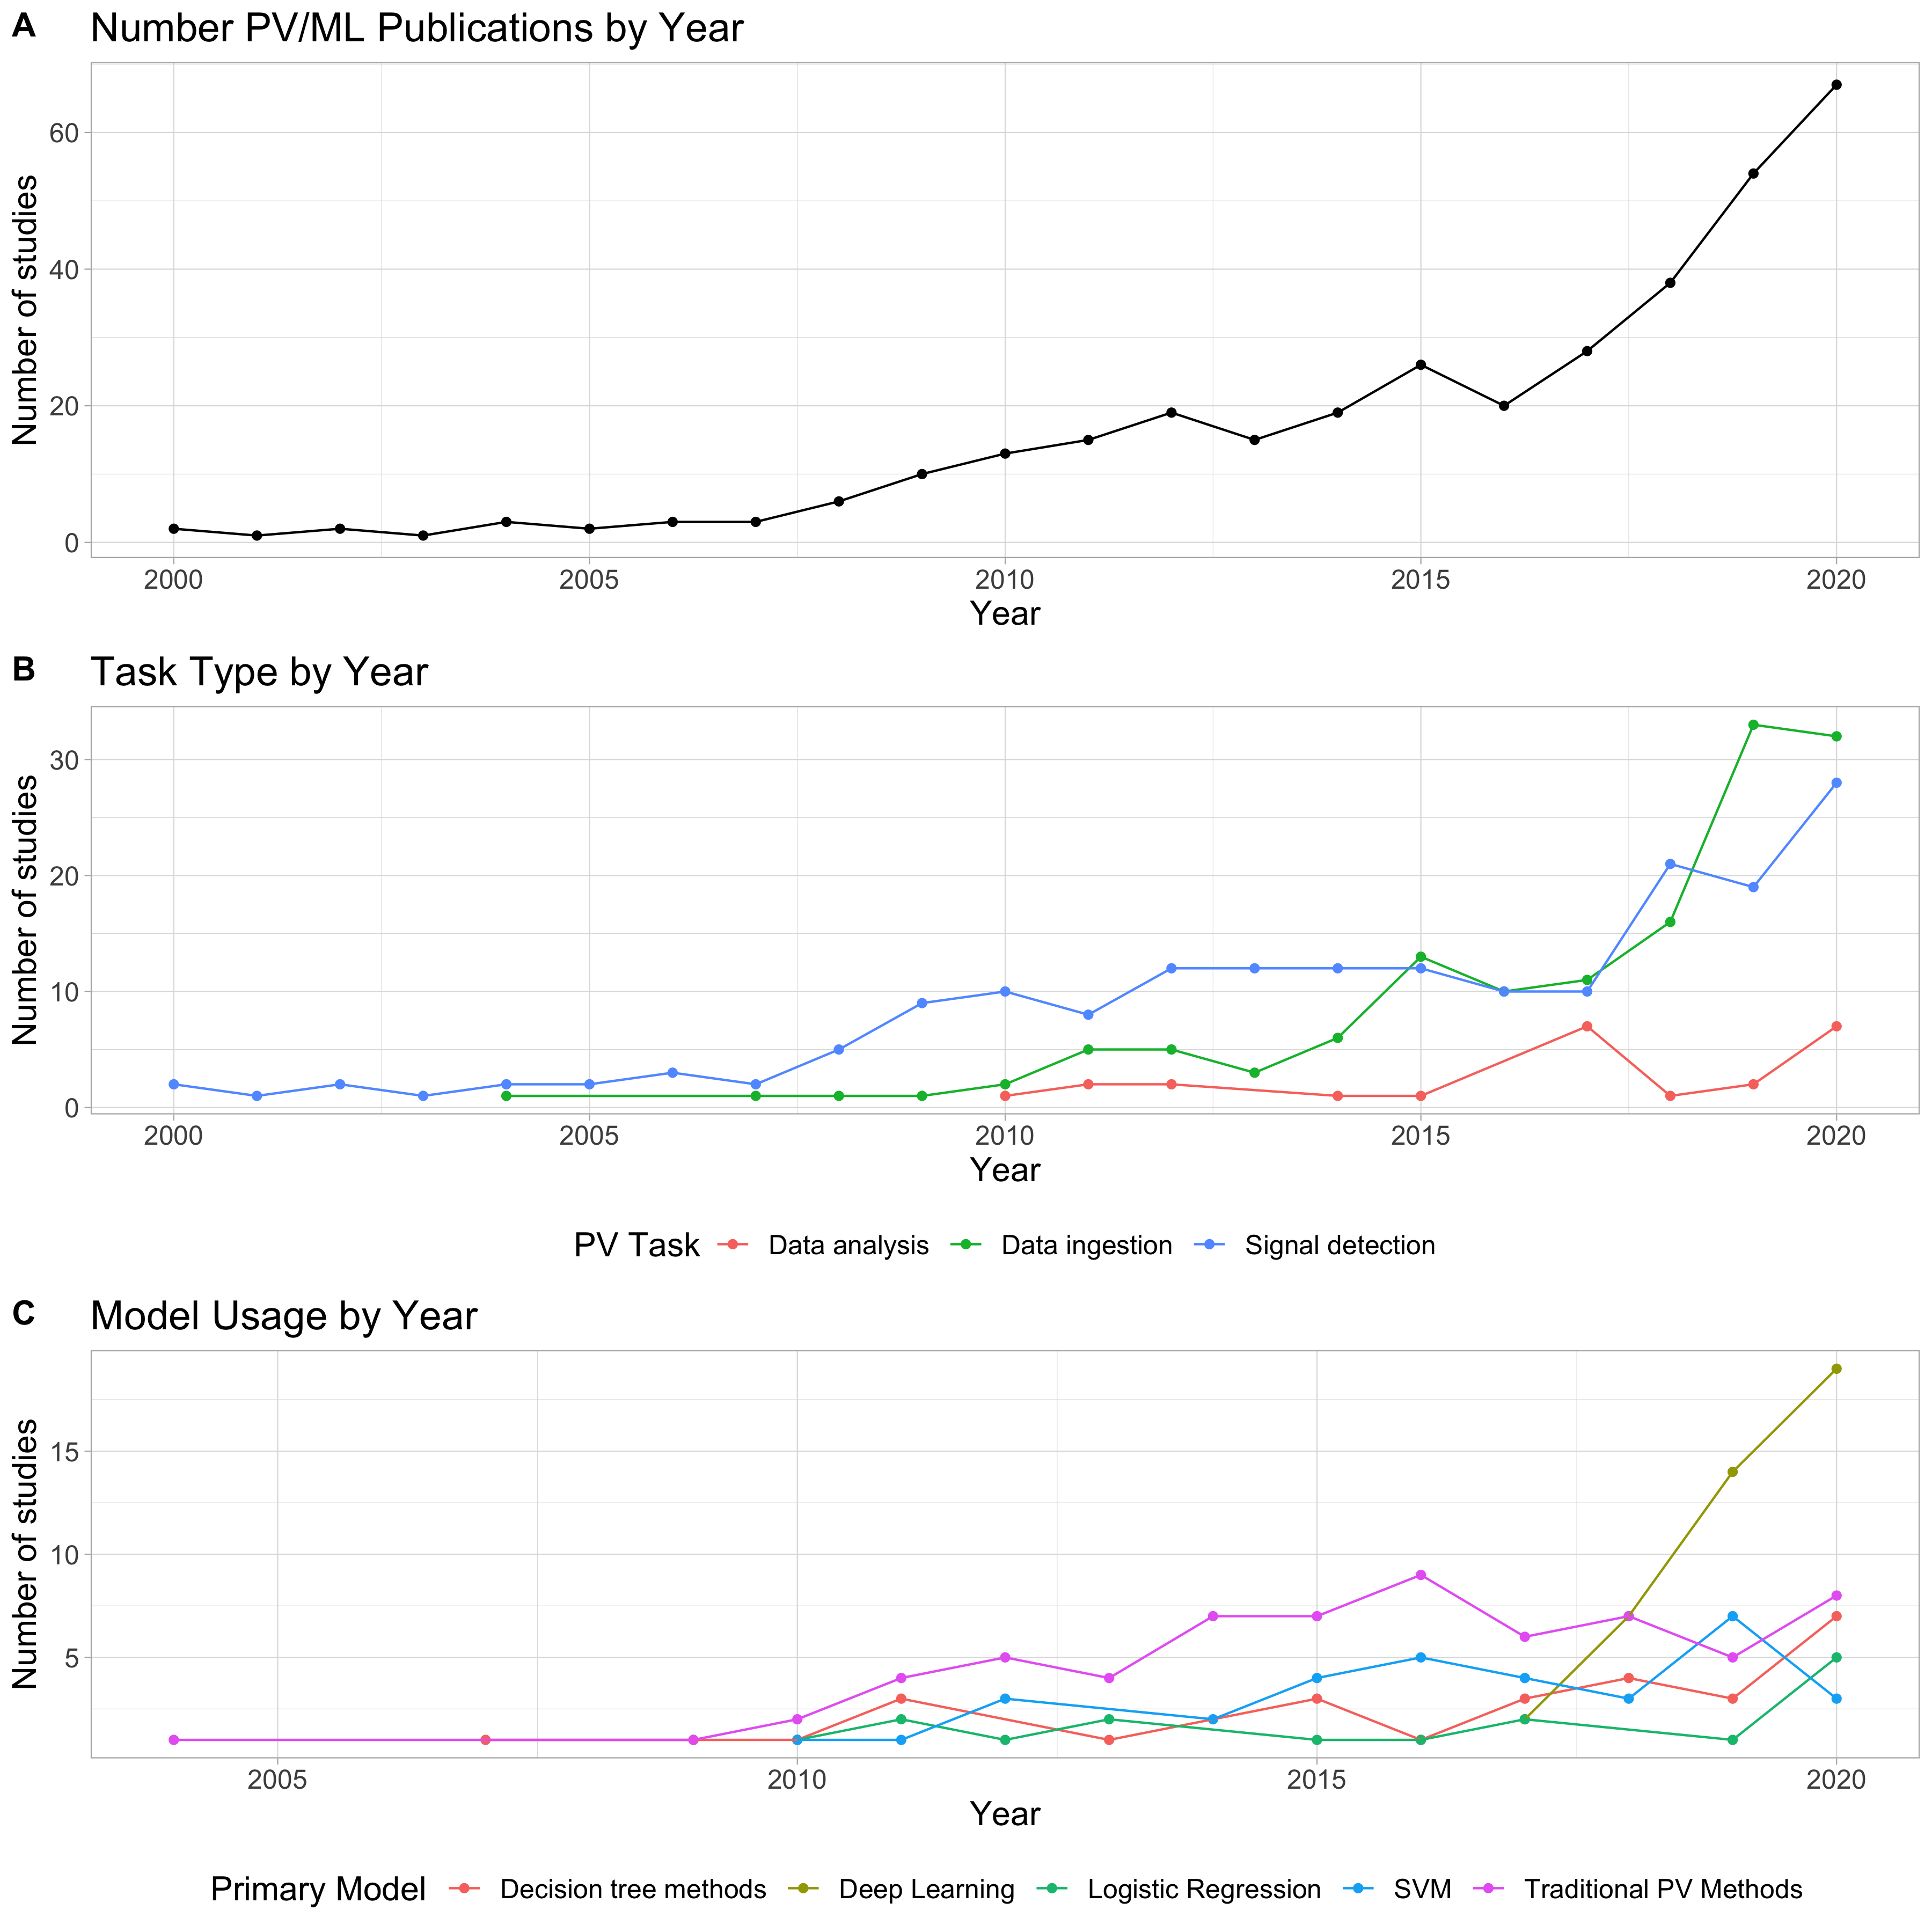 A Number PV/ML Publications by Year
Number of studies
60
40
20
0
2000 2005 2010 2015 2020
Year
B Task Type by Year
Number of studies
30
20
10
0
2000 2005 2010 2015 2020
Year
PV Task Data analysis Data ingestion Signal detection
C Model Usage by Year
Number of studies
15
10
5
2005 2010 2015 2020
Year
Primary Model Decision tree methods Deep Learning Logistic Regression SVM Traditional PV Methods